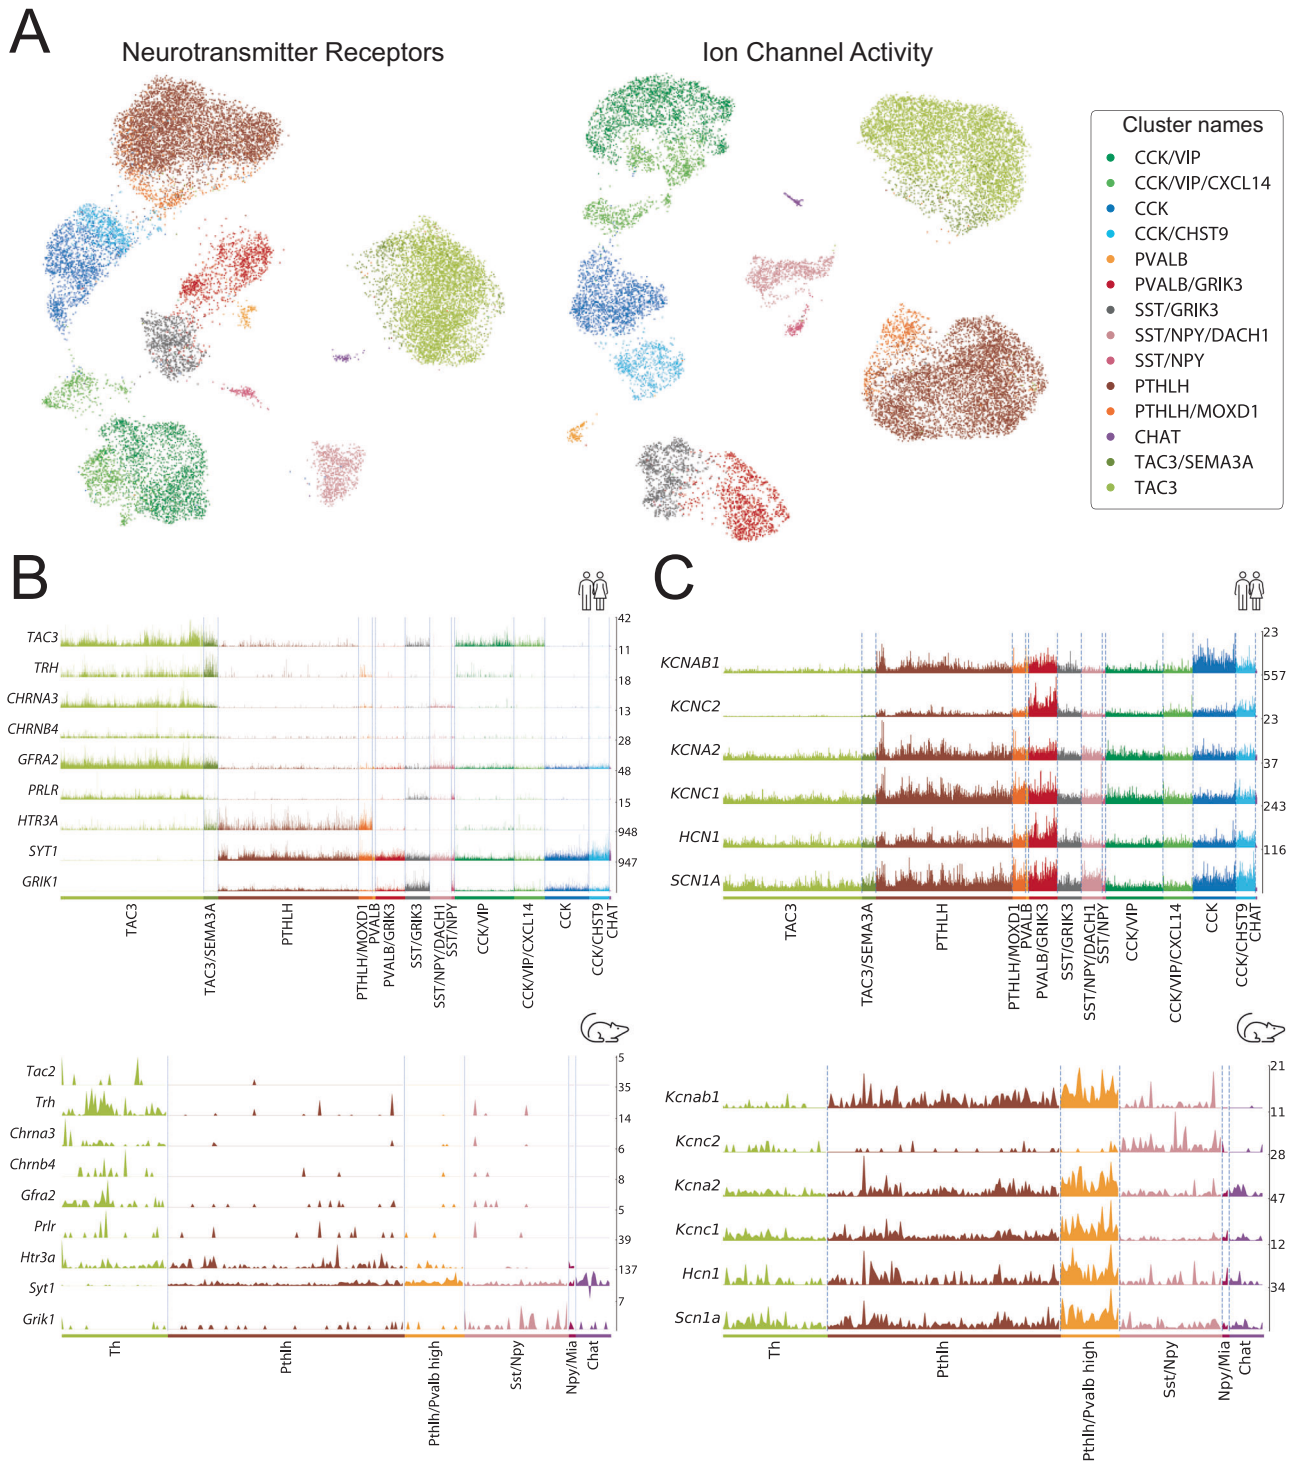 A
Neurotransmitter Receptors
Ion Channel Activity
Cluster names
CCK/VIP
CCK/VIP/CXCL14
CCK
CCK/CHST9
PVALB
PVALB/GRIK3
SST/GRIK3
SST/NPY/DACH1
SST/NPY
PTHLH
PTHLH/MOXD1
CHAT
TAC3/SEMA3A
TAC3
B
TAC3
TRH
CHRNA3
CHRNB4
GFRA2
PRLR
HTR3A
SYT1
GRIK1
42
11
18
13
28
48
15
948
947
TAC3
TAC3/SEMA3A
PTHLH
PTHLH/MOXD1
PVALB
PVALB/GRIK3
SST/GRIK3
SST/NPY/DACH1
SST/NPY
CCK/VIP
CCK/VIP/CXCL14
CCK
CCK/CHST9
CHAT
Tac2
Trh
Chrna3
Chrnb4
Gfra2
Prlr
Htr3a
Syt1
Grik1
5
35
14
6
8
5
39
137
7
Th
Pthlh
Pthlh/Pvalb high
Sst/Npy
Npy/Mia
Chat
C
KCNAB1
KCNC2
KCNA2
KCNC1
HCN1
SCN1A
23
557
23
37
243
116
TAC3
TAC3/SEMA3A
PTHLH
PTHLH/MOXD1
PVALB
PVALB/GRIK3
SST/GRIK3
SST/NPY/DACH1
SST/NPY
CCK/VIP
CCK/VIP/CXCL14
CCK
CCK/CHST9
CHAT
Kcnab1
Kcnc2
Kcna2
Kcnc1
Hcn1
Scn1a
21
11
28
47
12
34
Th
Pthlh
Pthlh/Pvalb high
Sst/Npy
Npy/Mia
Chat